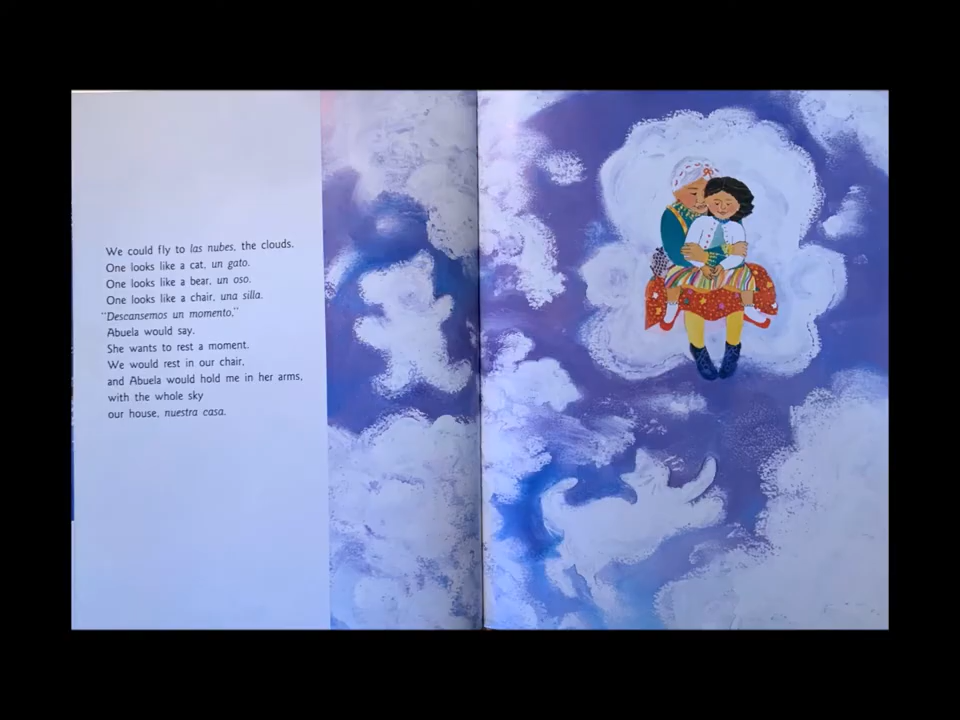 We could fly to las nubes, the clouds.
One looks like a cat, un gato.
One looks like a bear, un oso.
One looks like a chair, una silla.
"Descansemos un momento,"
Abuela would say.
She wants to rest a moment.
We would rest in our chair,
and Abuela would hold me in her arms,
with the whole sky
our house, nuestra casa.